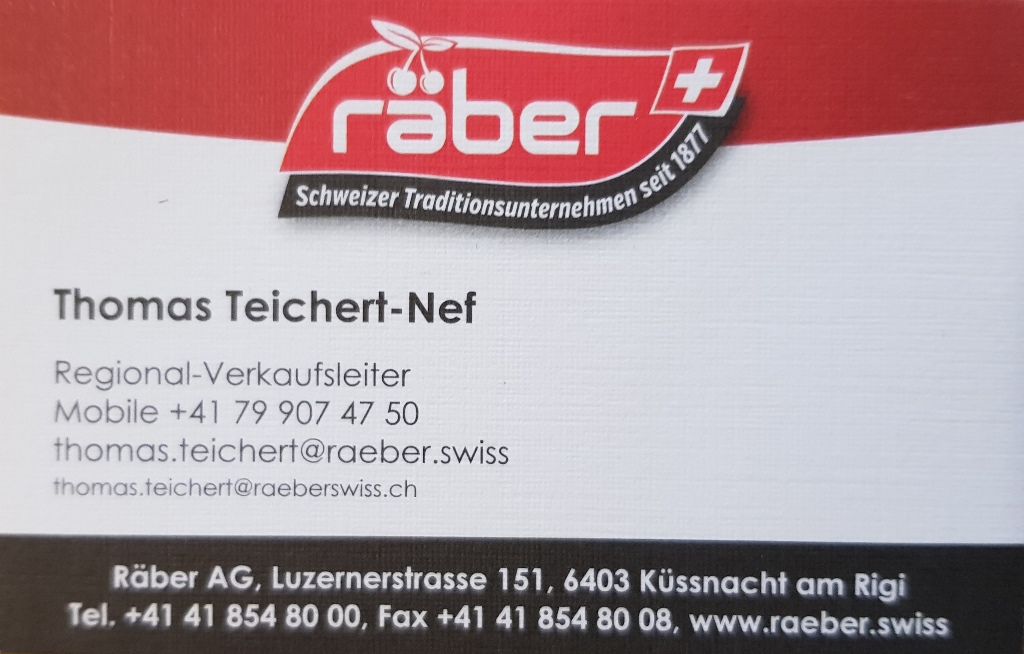 räber
Schweizer Traditionsunternehmen seit 1877
Thomas Teichert-Nef
Regional-Verkaufsleiter
Mobile +41 79 907 47 50
thomas.teichert@raeber.swiss
thomas.teichert@raeberswiss.ch
Räber AG, Luzernerstrasse 151, 6403 Küssnacht am Rigi
Tel. +41 41 854 80 00, Fax +41 41 854 80 08, www.raeber.swiss